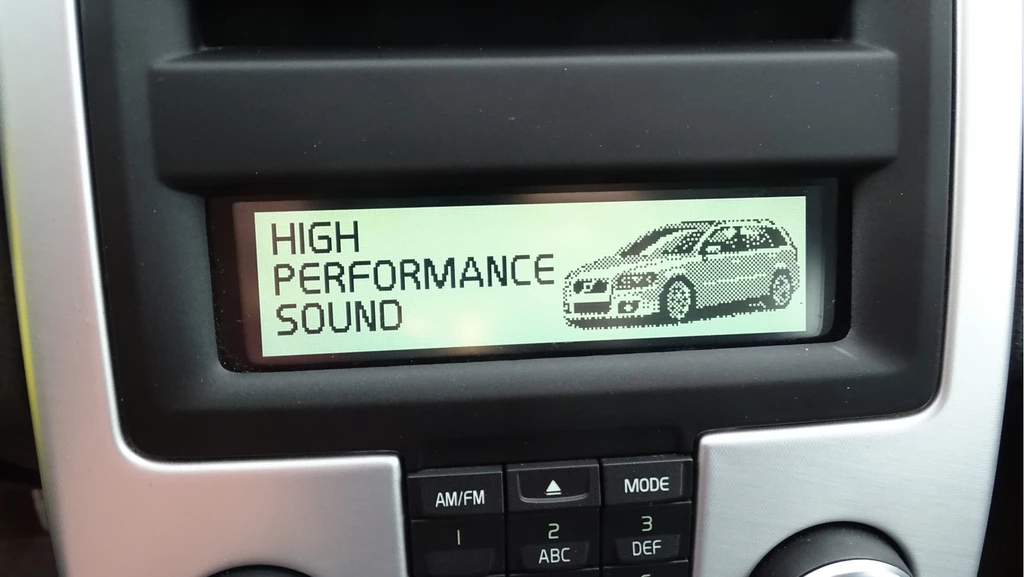 HIGH
PERFORMANCE
SOUND
AM/FM
MODE
1
2
3
ABC
DEF